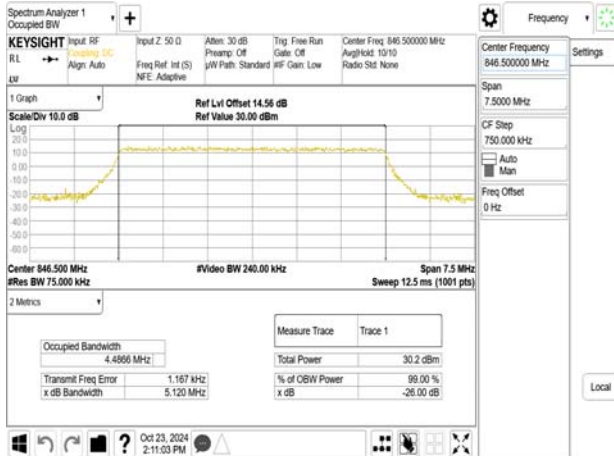 Spectrum Analyzer 1
Occupied BW
+
Frequency
KEYSIGHT
RL
Input: RF
Coupling: DC
Align: Auto
Input Z: 50 Ω
Freq Ref: Int (S)
NFE: Adaptive
Atten: 30 dB
Preamp: Off
µW Path: Standard
Trig: Free Run
Gate: Off
#IF Gain: Low
Center Freq: 846.500000 MHz
Avg|Hold: 10/10
Radio Std: None
Center Frequency
846.500000 MHz
Settings
Span
7.5000 MHz
CF Step
750.000 kHz
Auto
Man
Freq Offset
0 Hz
Local
1 Graph
Scale/Div 10.0 dB
Ref Lvl Offset 14.56 dB
Ref Value 30.00 dBm
Log
20.0
10.0
0.00
-10.0
-20.0
-30.0
-40.0
-50.0
-60.0
Center 846.500 MHz
#Res BW 75.000 kHz
#Video BW 240.00 kHz
Span 7.5 MHz
Sweep 12.5 ms (1001 pts)
2 Metrics
Measure Trace Trace 1
Occupied Bandwidth
4.4866 MHz
Total Power 30.2 dBm
Transmit Freq Error 1.167 kHz
% of OBW Power 99.00 %
x dB Bandwidth 5.120 MHz
x dB -26.00 dB
?
Oct 23, 2024
2:11:03 PM